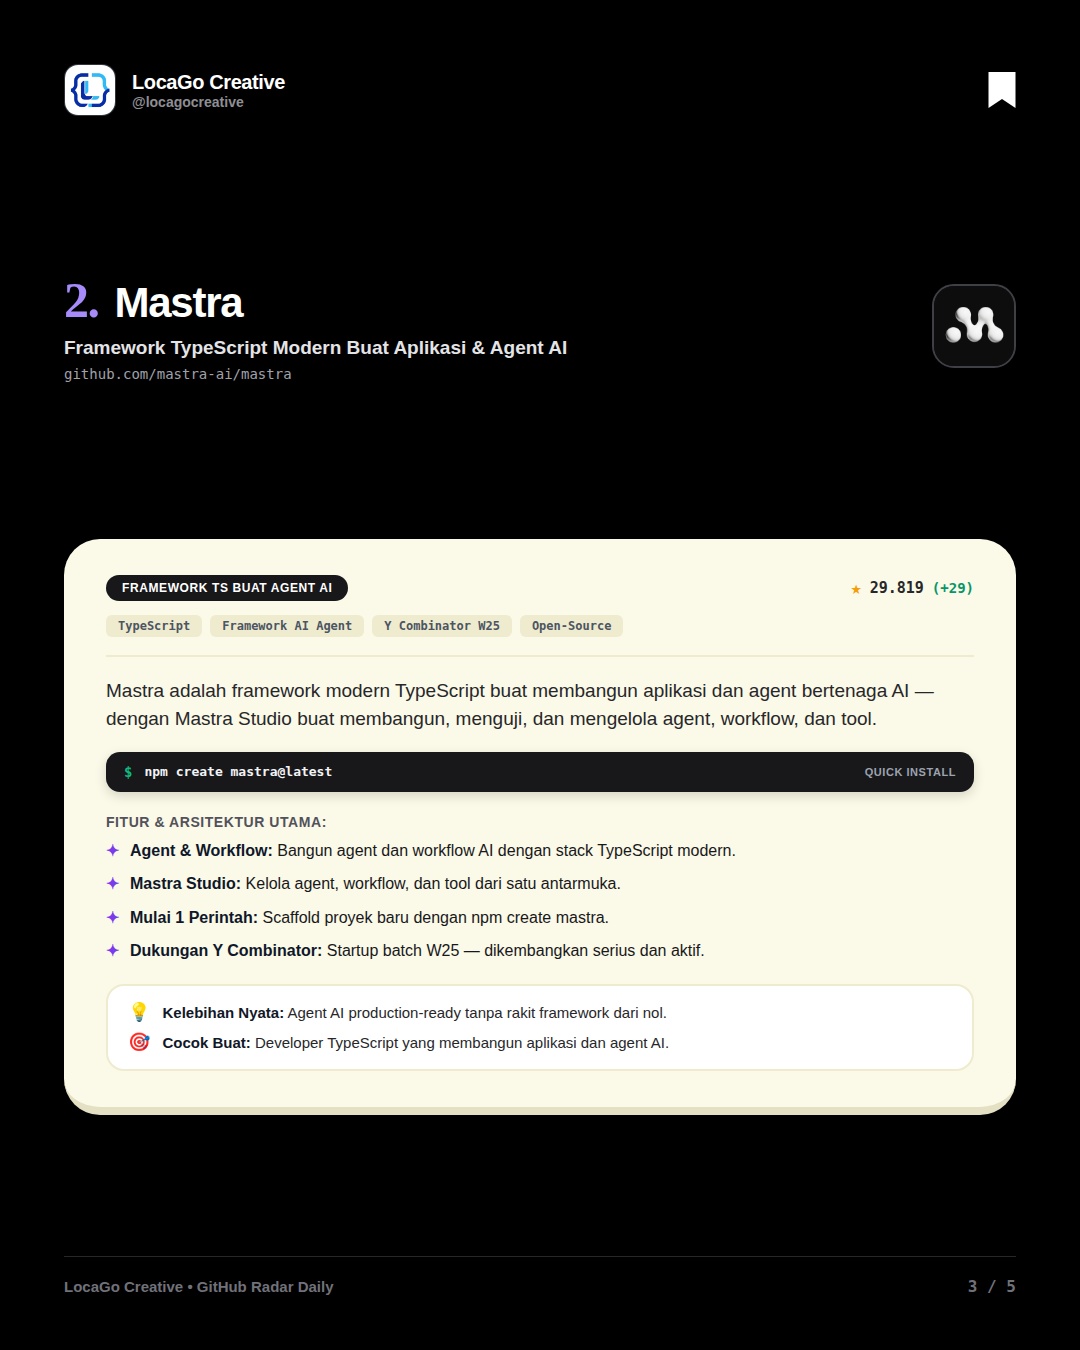 LocaGo Creative
@locagocreative
2. Mastra
Framework TypeScript Modern Buat Aplikasi & Agent AI
github.com/mastra-ai/mastra
FRAMEWORK TS BUAT AGENT AI
★ 29.819 (+29)
TypeScript Framework AI Agent Y Combinator W25 Open-Source
Mastra adalah framework modern TypeScript buat membangun aplikasi dan agent bertenaga AI —
dengan Mastra Studio buat membangun, menguji, dan mengelola agent, workflow, dan tool.
$ npm create mastra@latest QUICK INSTALL
FITUR & ARSITEKTUR UTAMA:
✦ Agent & Workflow: Bangun agent dan workflow AI dengan stack TypeScript modern.
✦ Mastra Studio: Kelola agent, workflow, dan tool dari satu antarmuka.
✦ Mulai 1 Perintah: Scaffold proyek baru dengan npm create mastra.
✦ Dukungan Y Combinator: Startup batch W25 — dikembangkan serius dan aktif.
💡 Kelebihan Nyata: Agent AI production-ready tanpa rakit framework dari nol.
🎯 Cocok Buat: Developer TypeScript yang membangun aplikasi dan agent AI.
LocaGo Creative • GitHub Radar Daily
3 / 5